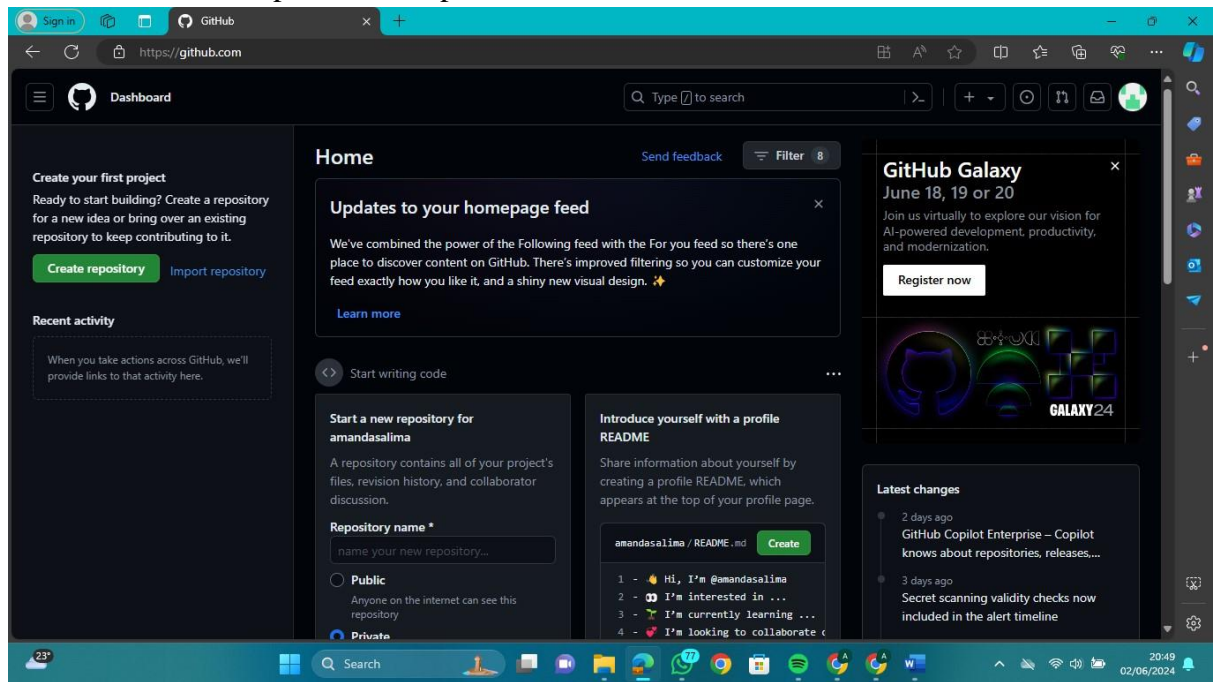 Sign in
GitHub
https://github.com
Dashboard
Type / to search
Create your first project
Ready to start building? Create a repository
for a new idea or bring over an existing
repository to keep contributing to it.
Create repository
Import repository
Recent activity
When you take actions across GitHub, we'll
provide links to that activity here.
Home
Send feedback
Filter 8
Updates to your homepage feed
We've combined the power of the Following feed with the For you feed so there's one
place to discover content on GitHub. There's improved filtering so you can customize your
feed exactly how you like it, and a shiny new visual design. ✨
Learn more
Start writing code
Start a new repository for
amandasalima
A repository contains all of your project's
files, revision history, and collaborator
discussion.
Repository name *
name your new repository...
Public
Anyone on the internet can see this
repository
Private
Introduce yourself with a profile
README
Share information about yourself by
creating a profile README, which
appears at the top of your profile page.
amandasalima / README.md
Create
1 - 👋 Hi, I'm @amandasalima
2 - 👀 I'm interested in ...
3 - 🌱 I'm currently learning ...
4 - 💞️ I'm looking to collaborate
GitHub Galaxy
June 18, 19 or 20
Join us virtually to explore our vision for
AI-powered development, productivity,
and modernization.
Register now
GALAXY24
Latest changes
2 days ago
GitHub Copilot Enterprise – Copilot
knows about repositories, releases,...
3 days ago
Secret scanning validity checks now
included in the alert timeline
23°
Search
77
20:49
02/06/2024